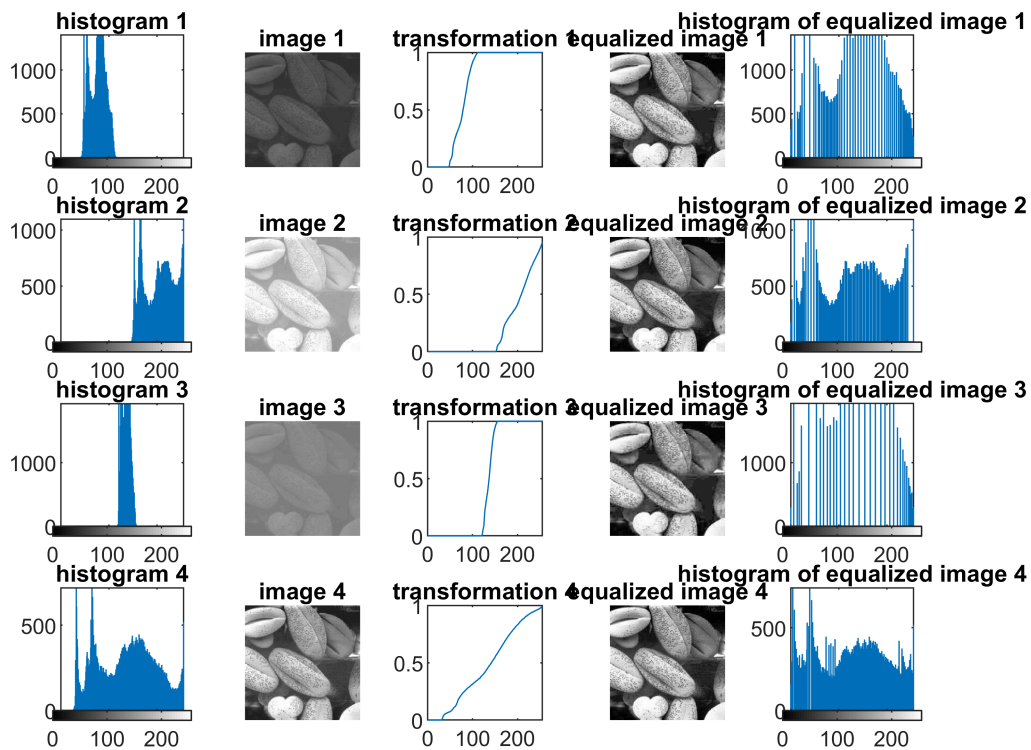 histogram 1
image 1
transformation 1
equalized image 1
histogram of equalized image 1
1000
500
0
0 100 200
1
0.5
0
0 100 200
1000
500
0
0 100 200
histogram 2
image 2
transformation 2
equalized image 2
histogram of equalized image 2
1000
500
0
0 100 200
1
0.5
0
0 100 200
1000
500
0
0 100 200
histogram 3
image 3
transformation 3
equalized image 3
histogram of equalized image 3
1000
0
0 100 200
1
0.5
0
0 100 200
1000
0
0 100 200
histogram 4
image 4
transformation 4
equalized image 4
histogram of equalized image 4
500
0
0 100 200
1
0.5
0
0 100 200
500
0
0 100 200